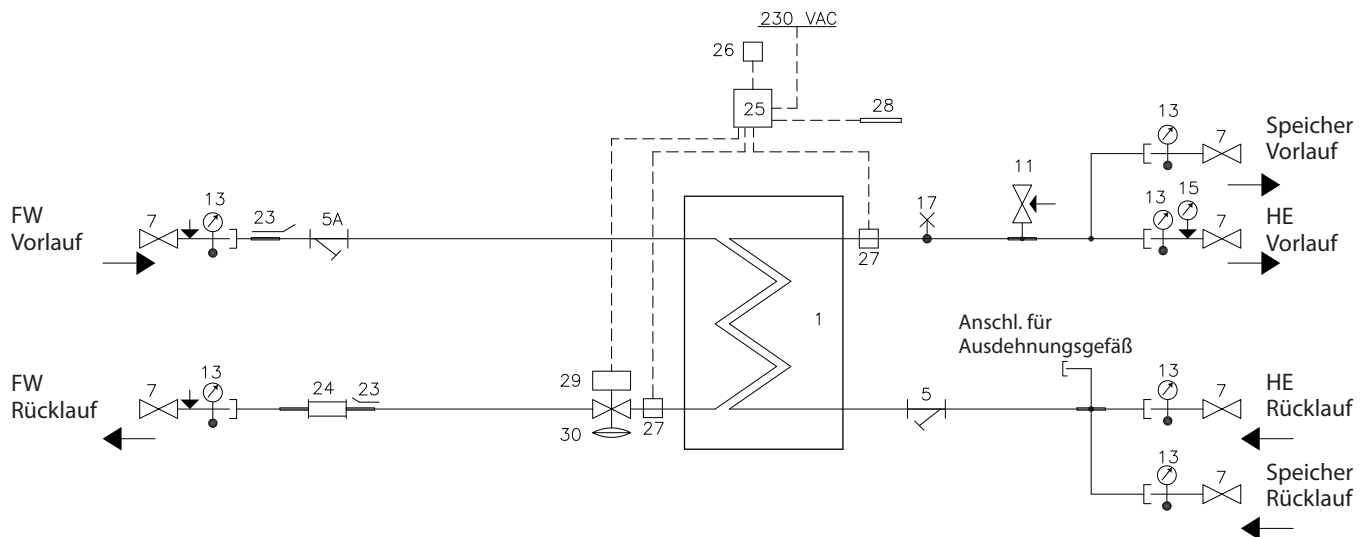 230 VAC
26
25
28
13
7
Speicher
Vorlauf
11
FW
Vorlauf
7
13
23
5A
17
27
13
15
7
HE
Vorlauf
1
Anschl. für
Ausdehnungsgefäß
FW
Rücklauf
7
13
24
23
29
30
27
5
13
7
HE
Rücklauf
13
7
Speicher
Rücklauf